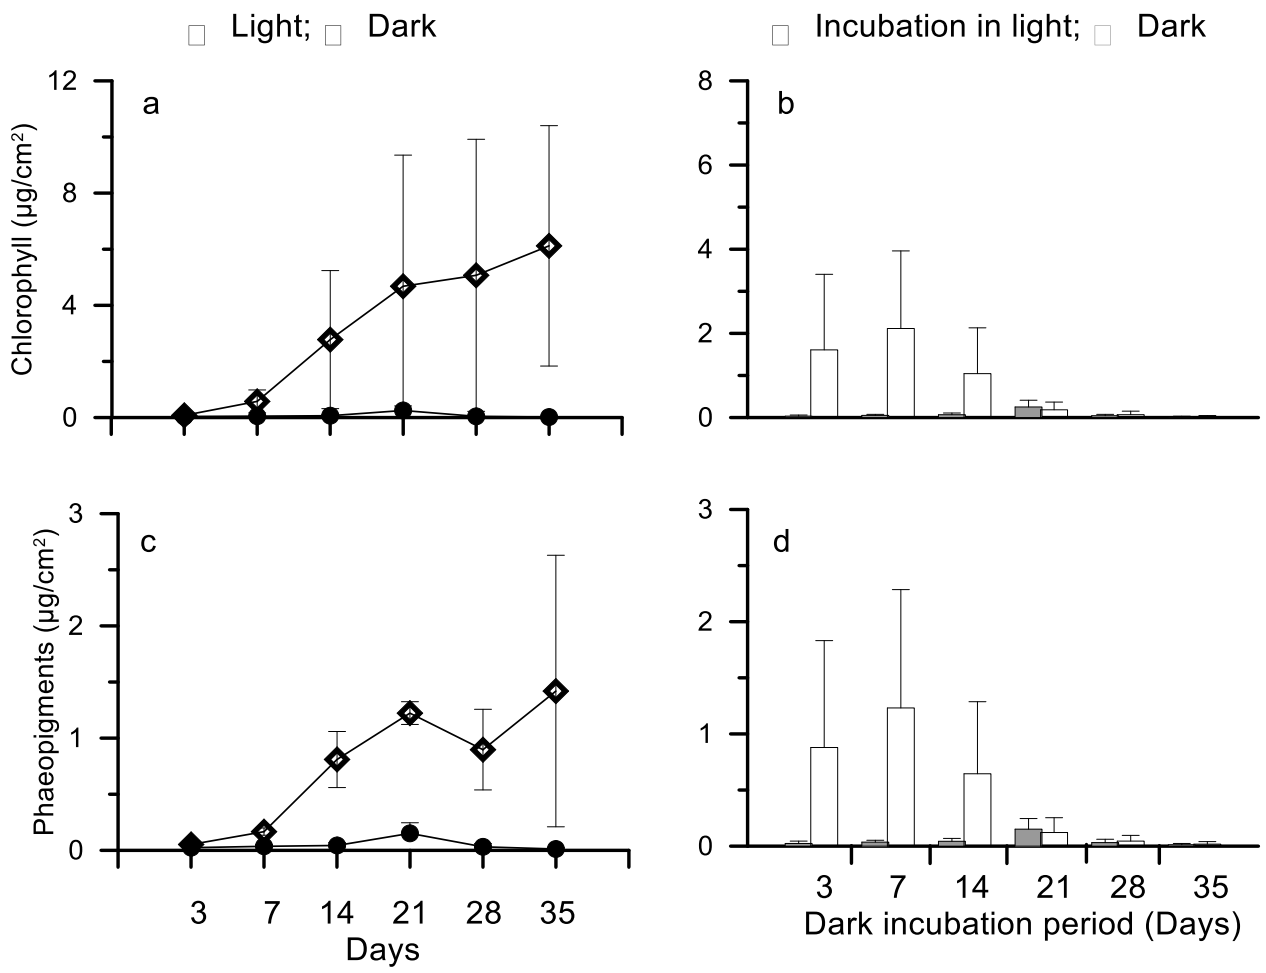 □ Light; □ Dark
□ Incubation in light; □ Dark
a
Chlorophyll (µg/cm²)
12
8
4
0
b
8
6
4
2
0
c
Phaeopigments (µg/cm²)
3
2
1
0
3 7 14 21 28 35
Days
d
3
2
1
0
3 7 14 21 28 35
Dark incubation period (Days)